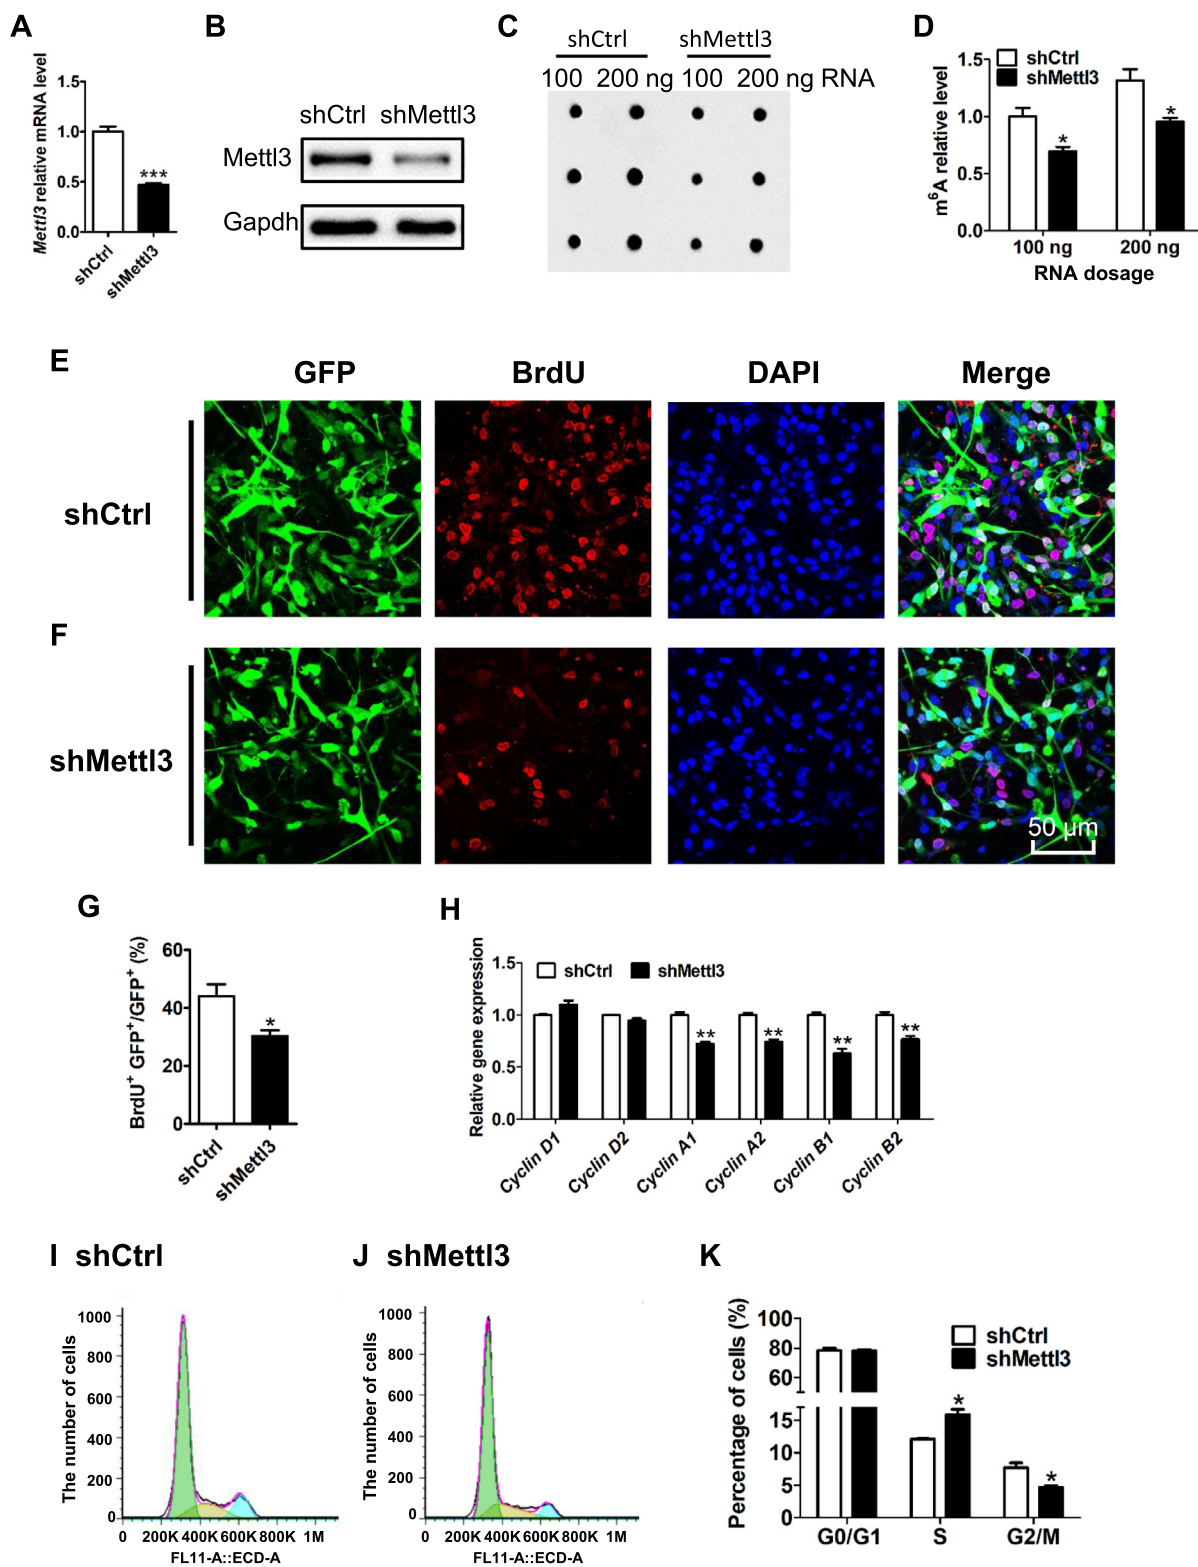 A
Mettl3 relative mRNA level
1.5
1.0
0.5
0.0
***
shCtrl
shMettl3
B
shCtrl shMettl3
Mettl3
Gapdh
C
shCtrl shMettl3
100 200 ng 100 200 ng RNA
D
m⁶A relative level
1.5
1.0
0.5
0.0
shCtrl
shMettl3
* *
100 ng 200 ng
RNA dosage
E
GFP BrdU DAPI Merge
shCtrl
F
shMettl3
50 µm
G
BrdU⁺ GFP⁺/GFP⁺ (%)
60
40
20
0
*
shCtrl
shMettl3
H
Relative gene expression
1.5
1.0
0.5
0.0
shCtrl shMettl3
** ** ** **
Cyclin D1
Cyclin D2
Cyclin A1
Cyclin A2
Cyclin B1
Cyclin B2
I shCtrl
The number of cells
1000
800
600
400
200
0
0 200K 400K 600K 800K 1M
FL11-A::ECD-A
J shMettl3
The number of cells
1000
800
600
400
200
0
0 200K 400K 600K 800K 1M
FL11-A::ECD-A
K
Percentage of cells (%)
100
80
60
15
10
5
0
shCtrl
shMettl3
* *
G0/G1 S G2/M